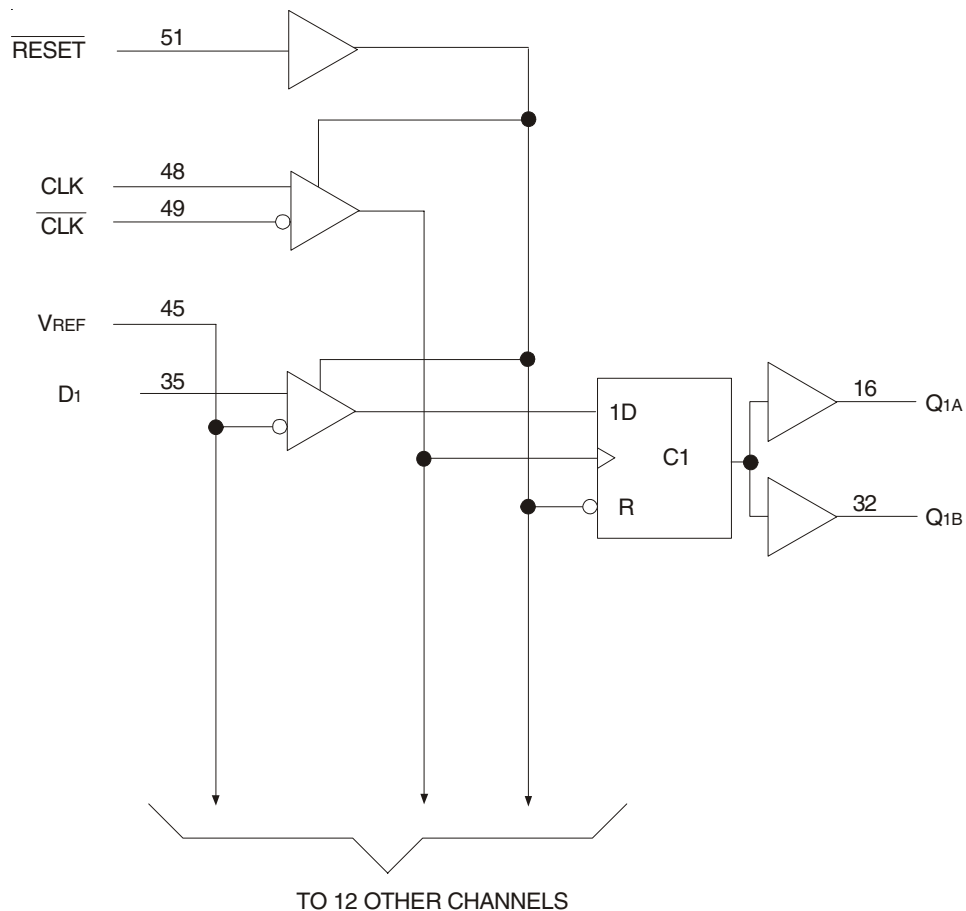 RESET 51
CLK 48
CLK 49
VREF 45
D1 35
1D
C1
R
16 Q1A
32 Q1B
TO 12 OTHER CHANNELS